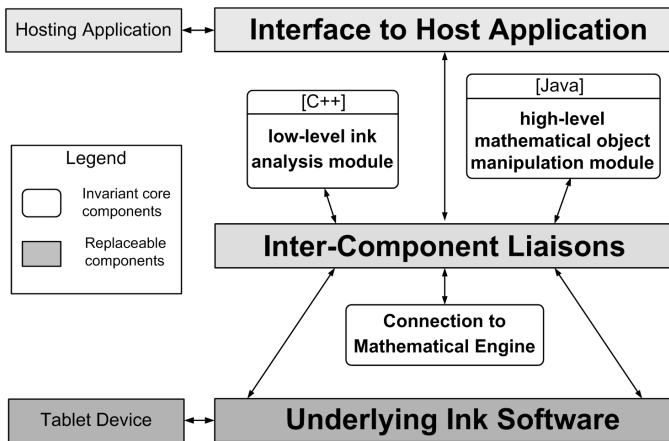 Hosting Application
Interface to Host Application
[C++]
low-level ink
analysis module
[Java]
high-level
mathematical object
manipulation module
Legend
Invariant core
components
Replaceable
components
Inter-Component Liaisons
Connection to
Mathematical Engine
Tablet Device
Underlying Ink Software